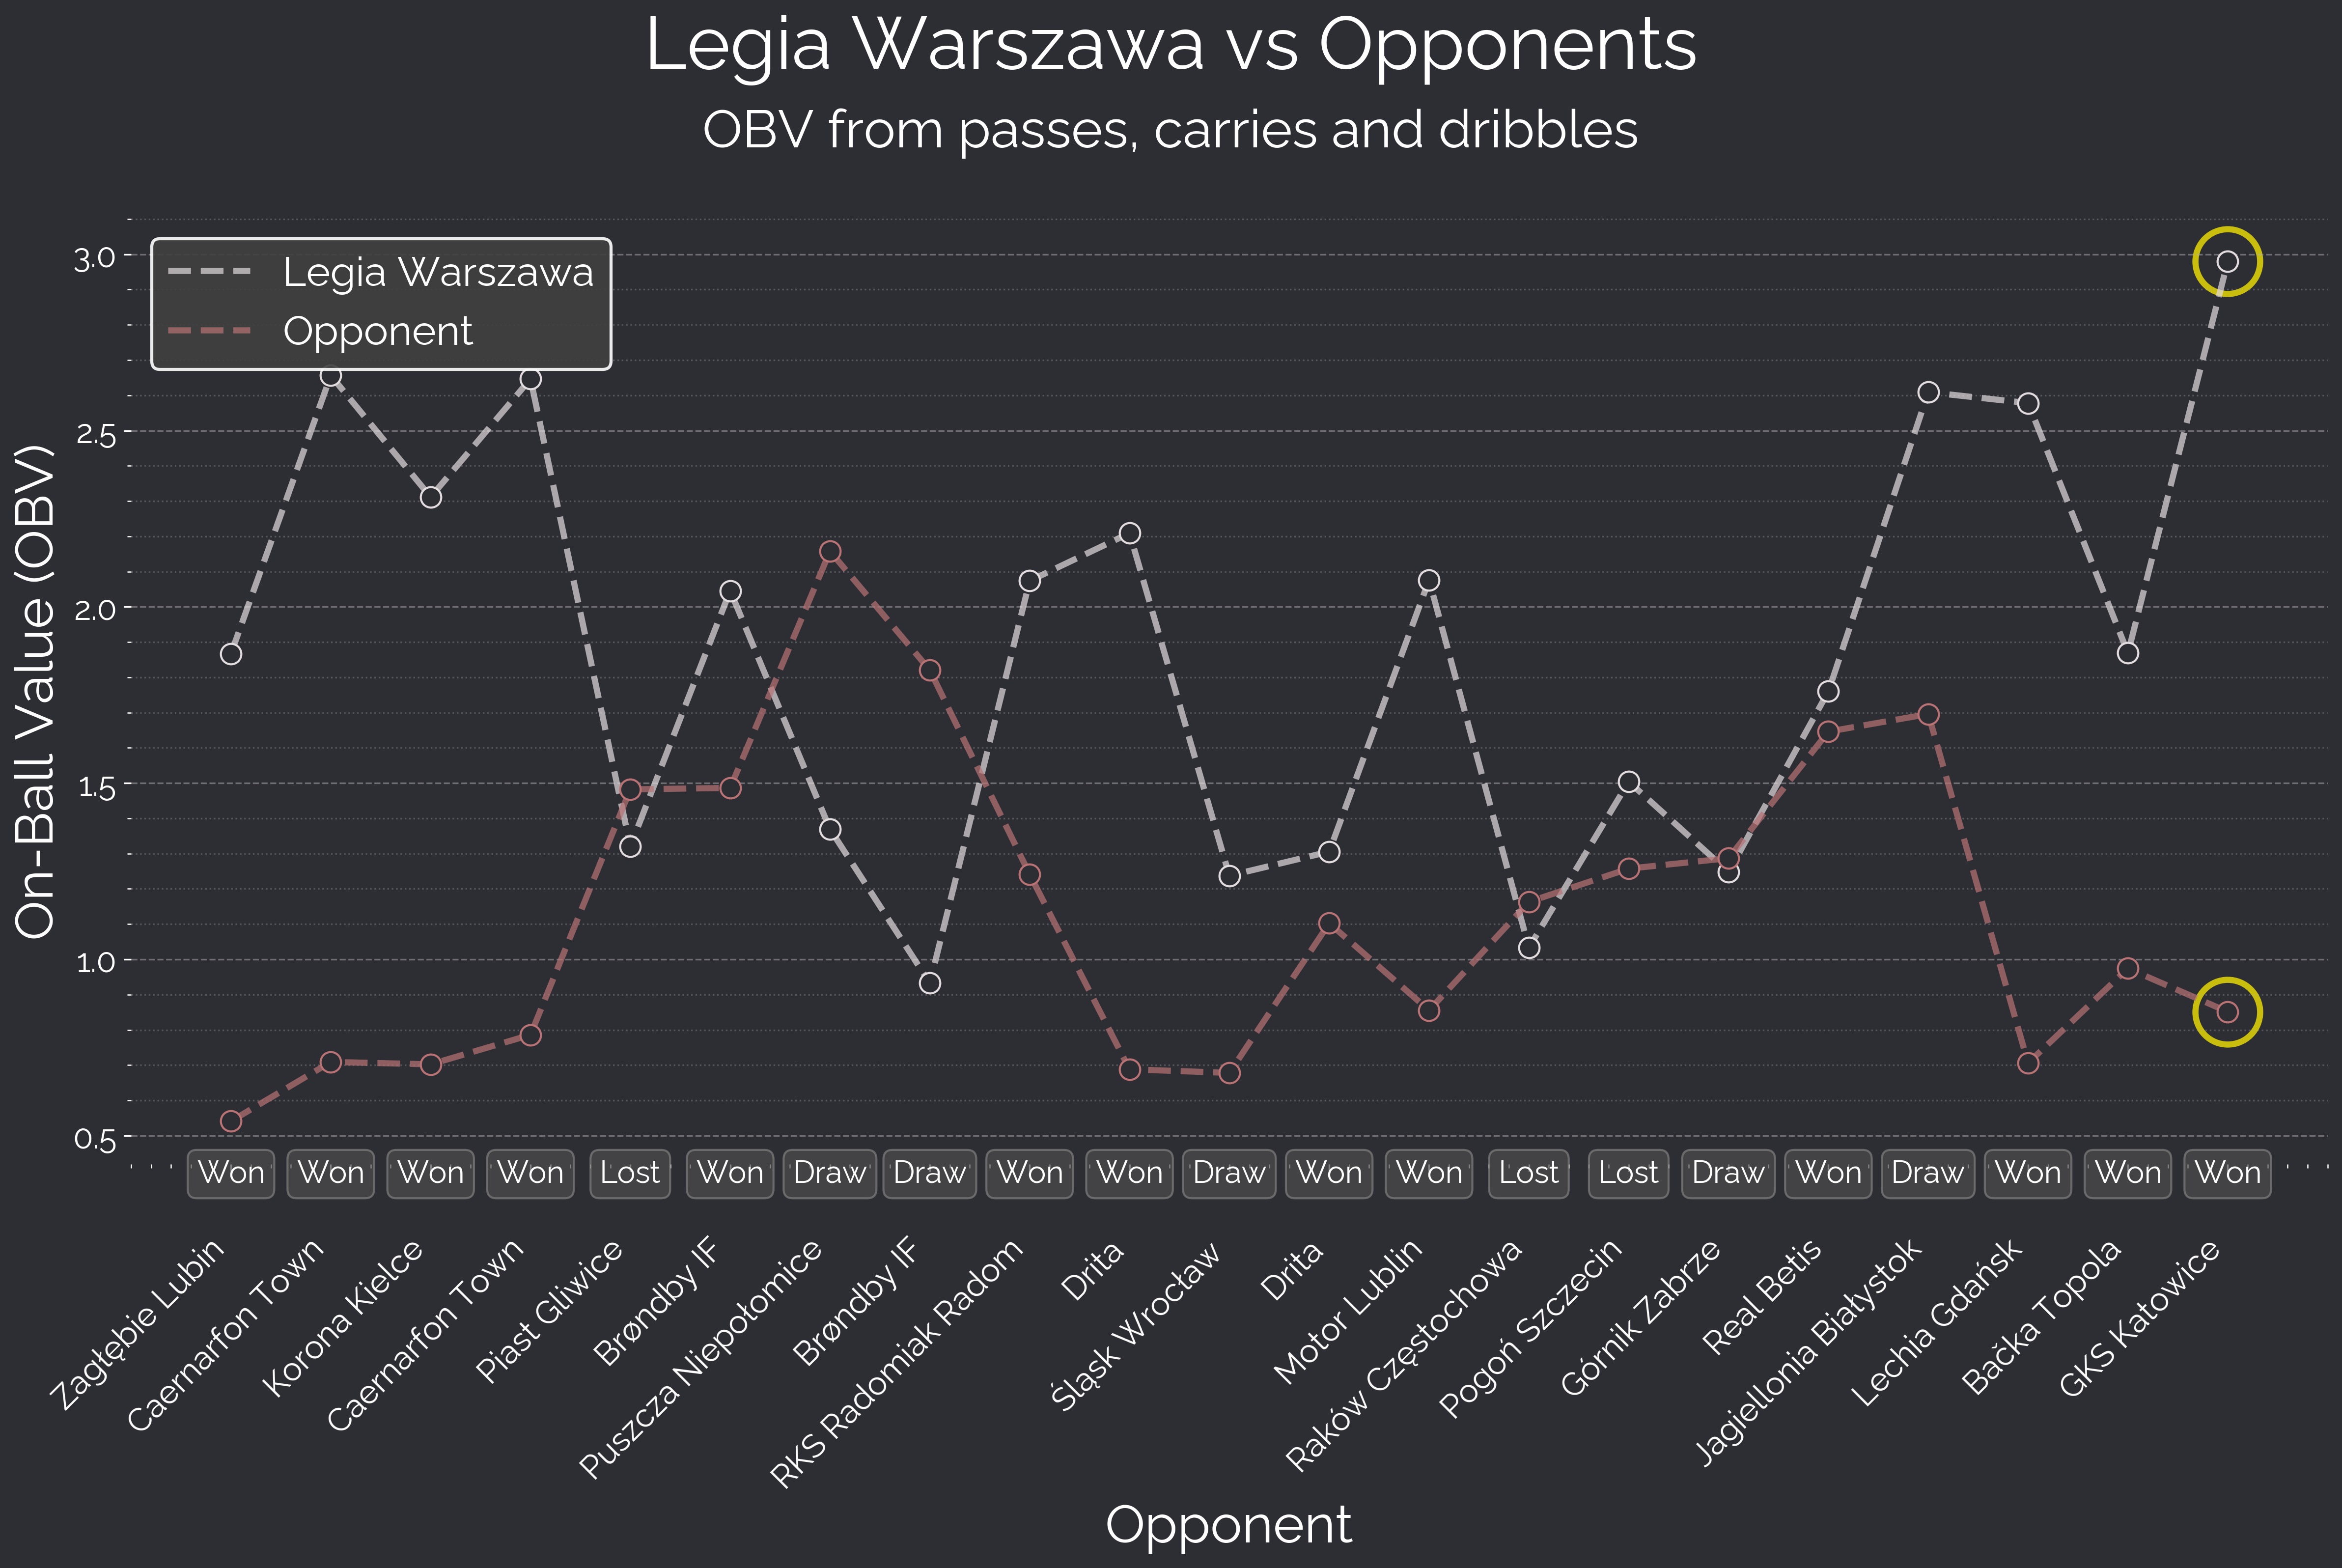 Legia Warszawa vs Opponents
OBV from passes, carries and dribbles
On-Ball Value (OBV)
3.0
2.5
2.0
1.5
1.0
0.5
Legia Warszawa
Opponent
Won Won Won Won Lost Won Draw Draw Won Won Draw Won Won Lost Lost Draw Won Draw Won Won Won
Zagłębie Lubin
Caernarfon Town
Korona Kielce
Caernarfon Town
Piast Gliwice
Brøndby IF
Puszcza Niepołomice
Brøndby IF
RKS Radomiak Radom
Drita
Śląsk Wrocław
Drita
Motor Lublin
Raków Częstochowa
Pogoń Szczecin
Górnik Zabrze
Real Betis
Jagiellonia Białystok
Lechia Gdańsk
Bačka Topola
GKS Katowice
Opponent